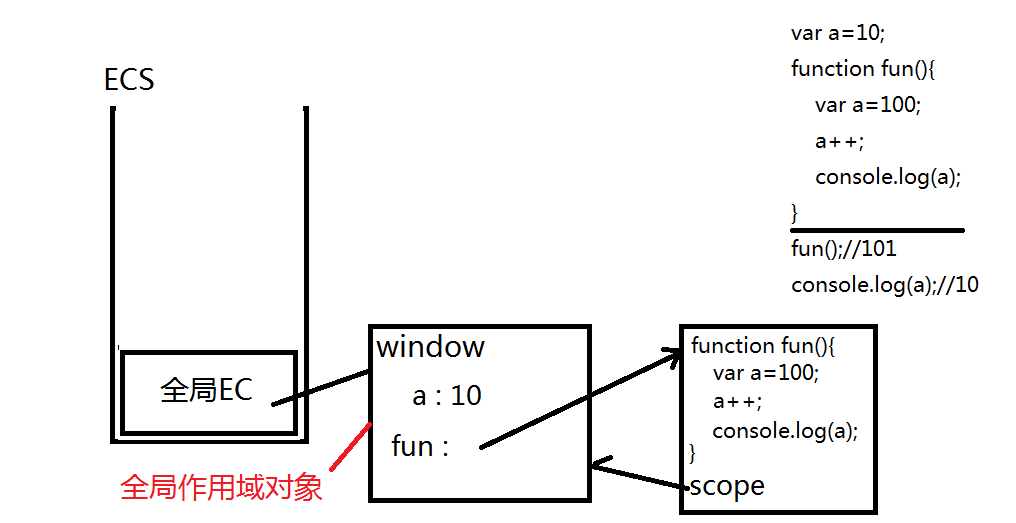 var a=10;
function fun(){
var a=100;
a++;
console.log(a);
}
fun();//101
console.log(a);//10
ECS
全局EC
window
a : 10
fun :
全局作用域对象
function fun(){
var a=100;
a++;
console.log(a);
}
scope